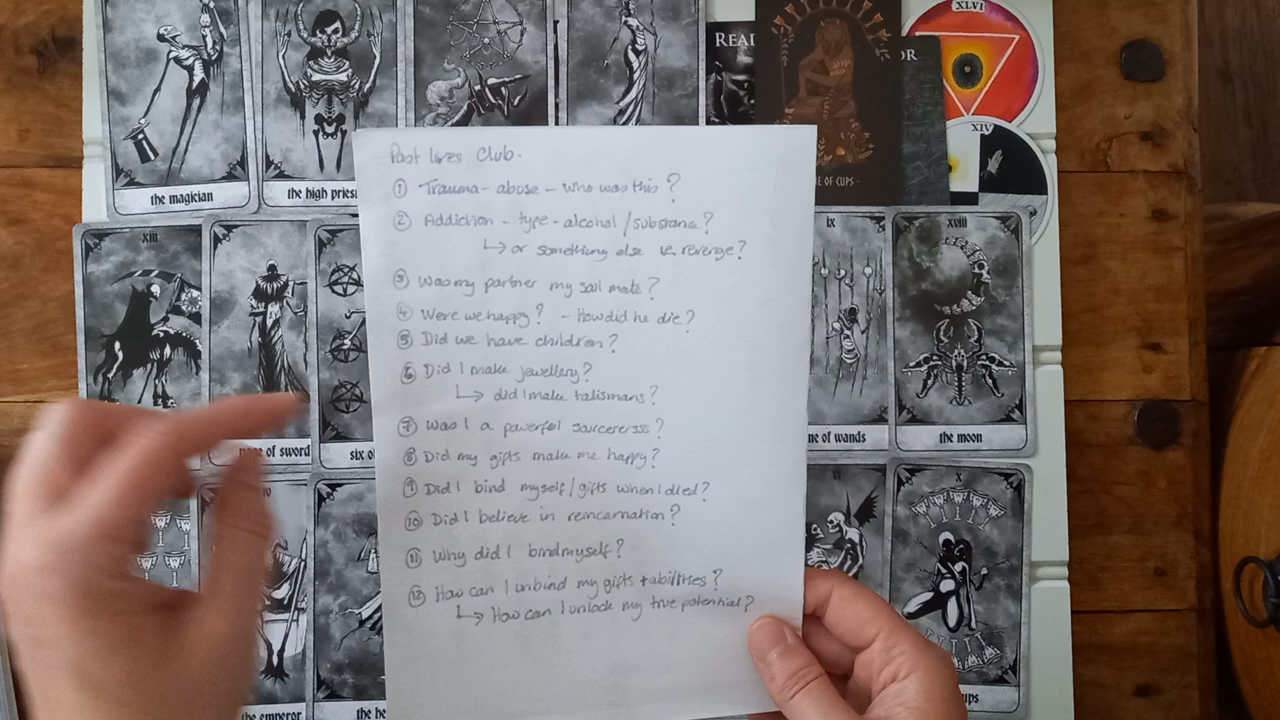 XLVI
REAL
OR
XIV
the magician
the high pries
NE OF CUPS
Past lives Club.
① Trauma - abuse - who was this?
② Addiction - type - alcohol / substance?
↳ or something else ie revenge?
③ Was my partner my soul mate?
④ Were we happy? - How did he die?
⑤ Did we have children?
⑥ Did I make jewellery?
↳ did I make talismans?
⑦ Was I a powerful sorcereress?
⑧ Did my gifts make me happy?
⑨ Did I bind myself / gifts when I died?
⑩ Did I believe in reincarnation?
⑪ Why did I bind myself?
⑫ How can I unbind my gifts + abilities?
↳ How can I unlock my true potential?
xiii
ix
xviii
of sword
six o
ne of wands
the moon
vi
x
the emperor
the he
ups